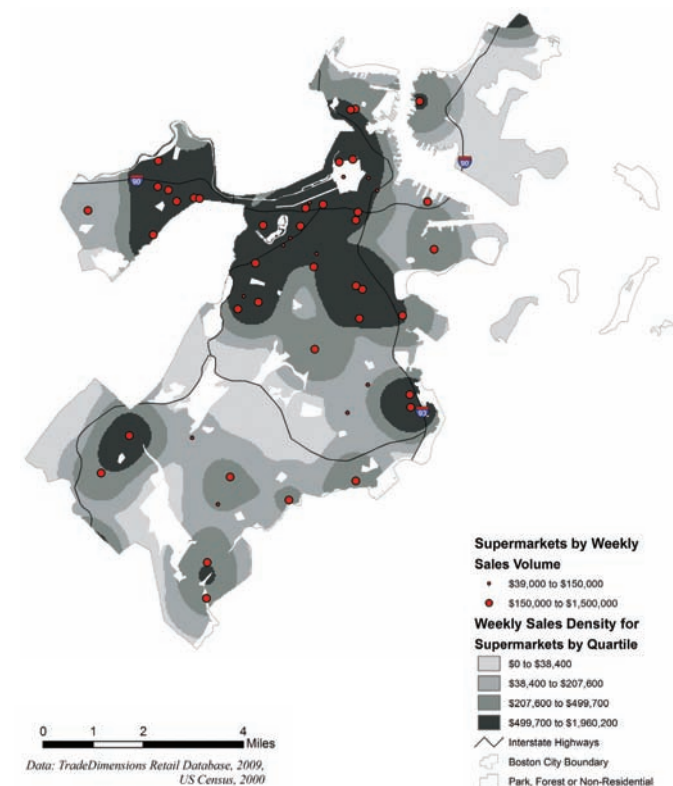 90
90
93
Supermarkets by Weekly
Sales Volume
$39,000 to $150,000
$150,000 to $1,500,000
Weekly Sales Density for
Supermarkets by Quartile
$0 to $38,400
$38,400 to $207,600
$207,600 to $499,700
$499,700 to $1,960,200
Interstate Highways
Boston City Boundary
Park, Forest or Non-Residential
0 1 2 4
Miles
Data: TradeDimensions Retail Database, 2009,
US Census, 2000